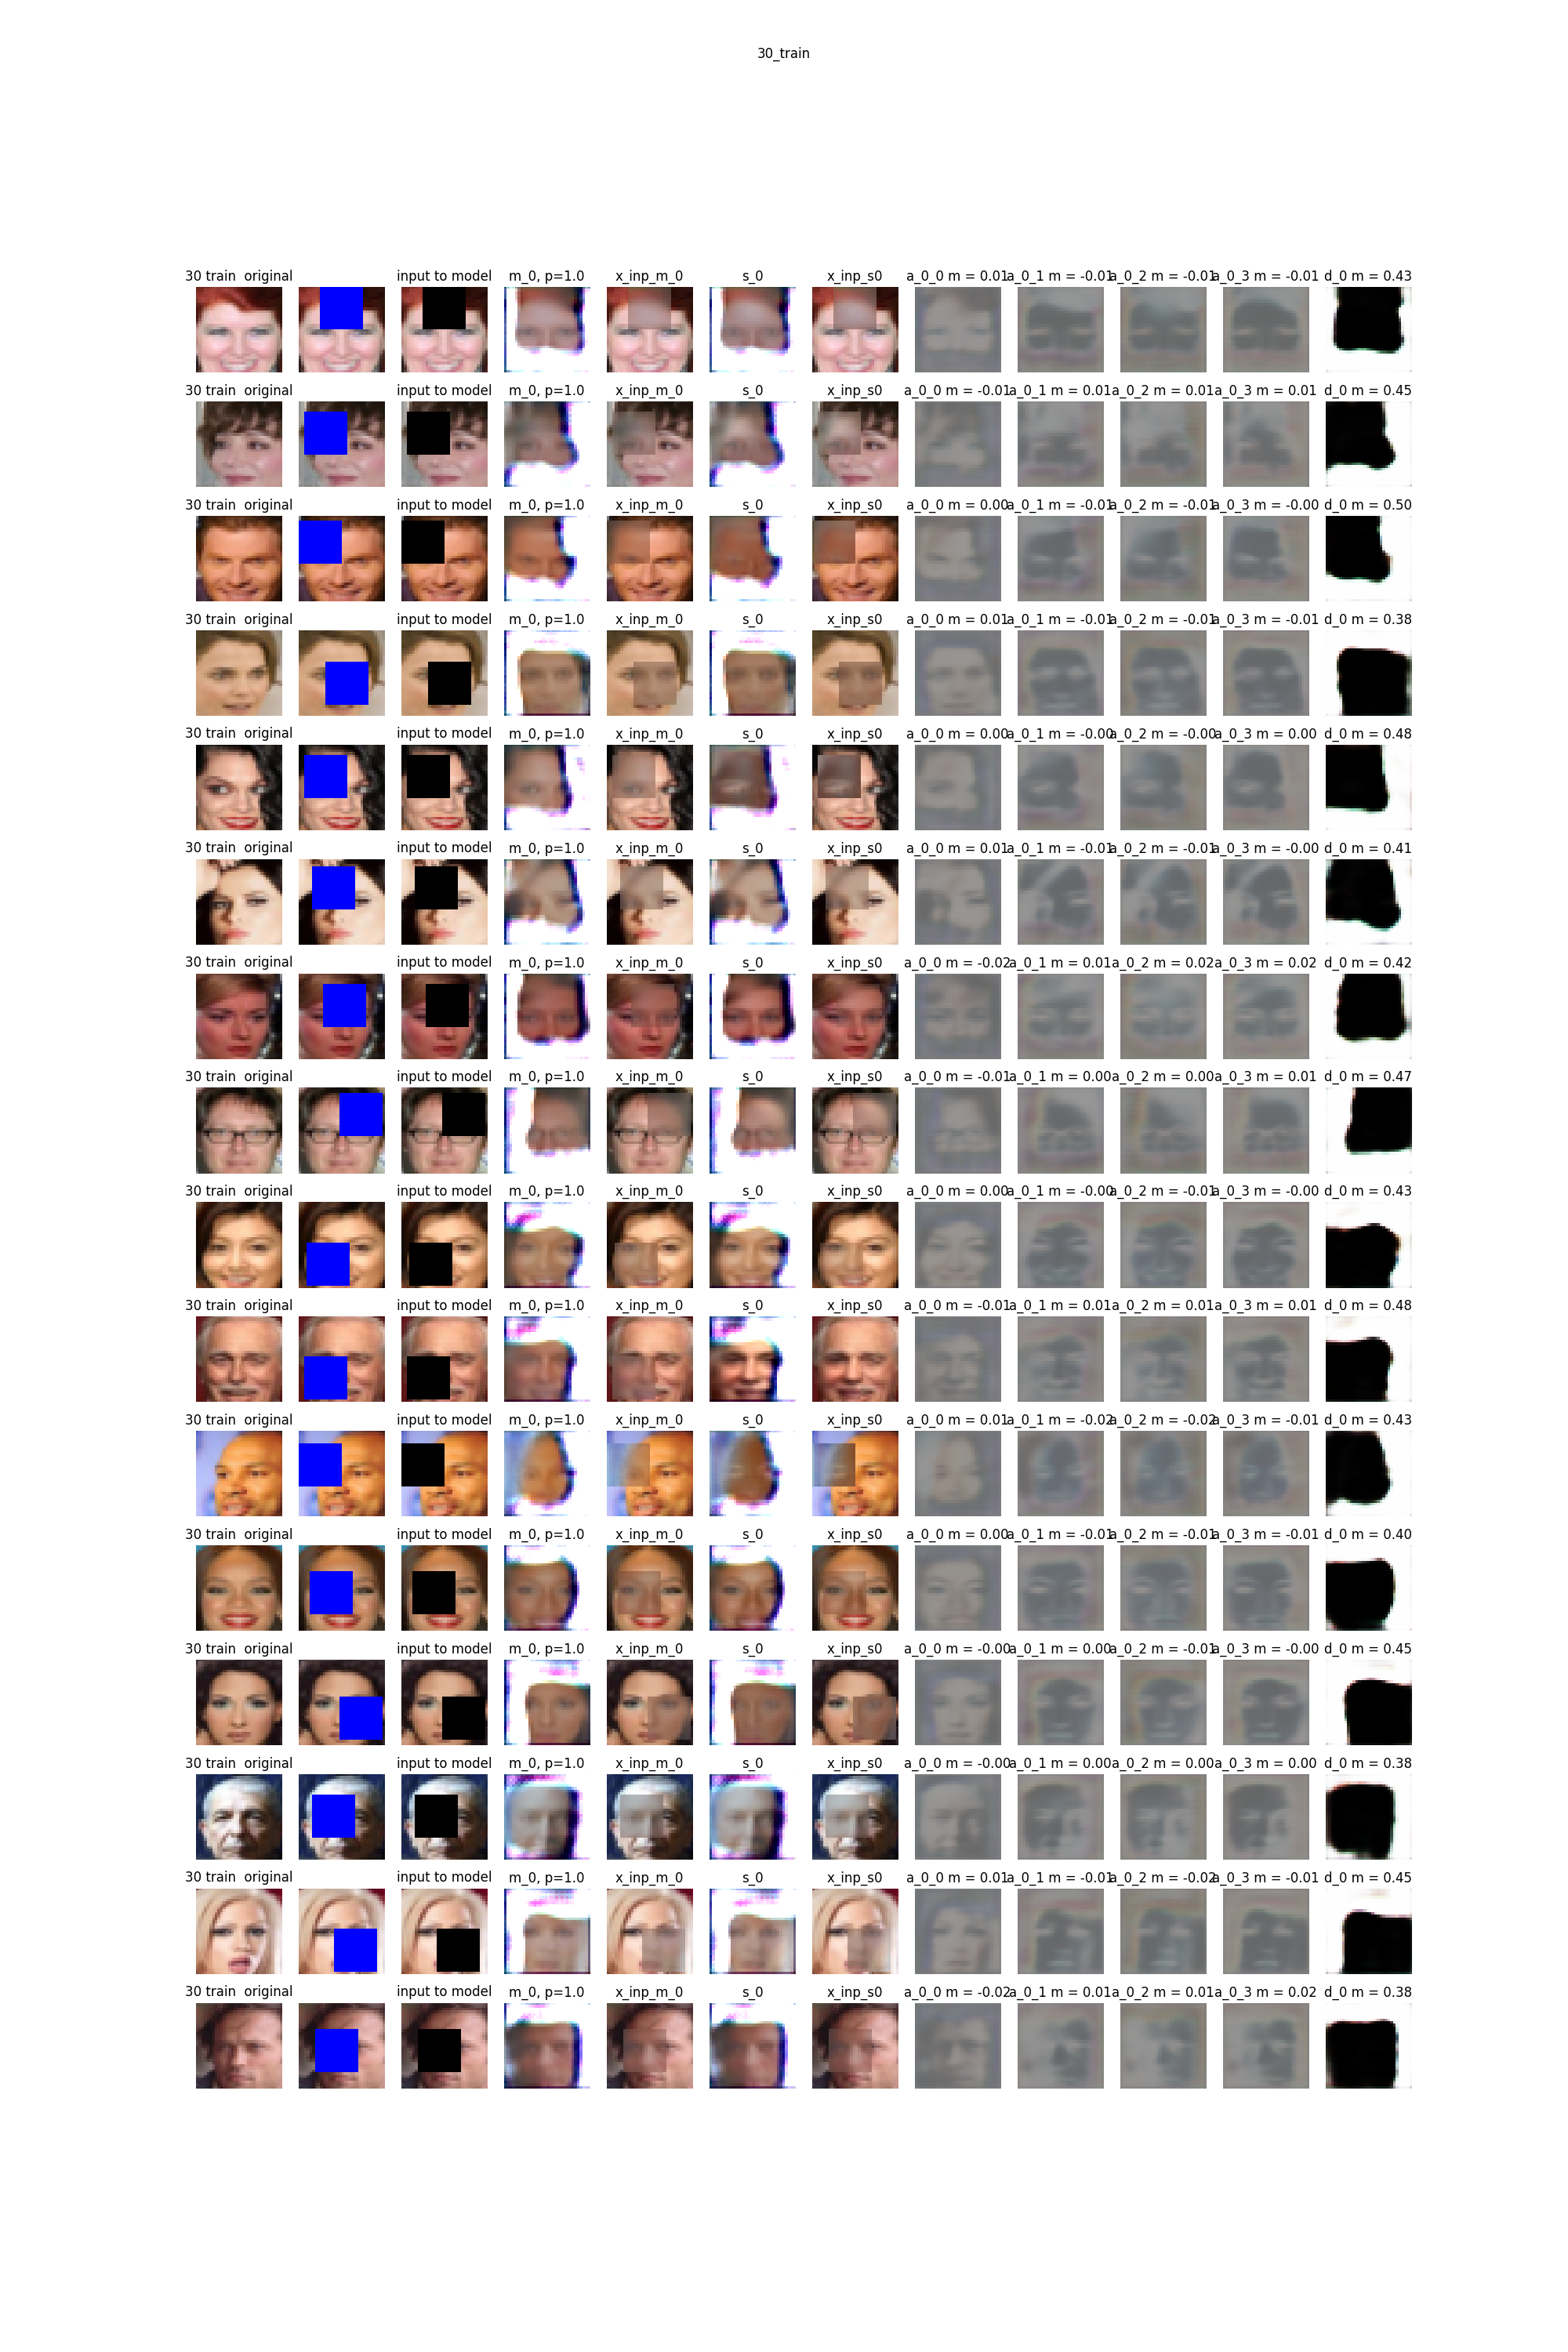 30_train
30 train  original input to model m_0, p=1.0 x_inp_m_0 s_0 x_inp_s0 a_0_0 m = 0.01 a_0_1 m = -0.01 a_0_2 m = -0.01 a_0_3 m = -0.01 d_0 m = 0.43
30 train  original input to model m_0, p=1.0 x_inp_m_0 s_0 x_inp_s0 a_0_0 m = -0.01 a_0_1 m = 0.01 a_0_2 m = 0.01 a_0_3 m = 0.01 d_0 m = 0.45
30 train  original input to model m_0, p=1.0 x_inp_m_0 s_0 x_inp_s0 a_0_0 m = 0.00 a_0_1 m = -0.01 a_0_2 m = -0.01 a_0_3 m = -0.00 d_0 m = 0.50
30 train  original input to model m_0, p=1.0 x_inp_m_0 s_0 x_inp_s0 a_0_0 m = 0.01 a_0_1 m = -0.01 a_0_2 m = -0.01 a_0_3 m = -0.01 d_0 m = 0.38
30 train  original input to model m_0, p=1.0 x_inp_m_0 s_0 x_inp_s0 a_0_0 m = 0.00 a_0_1 m = -0.00 a_0_2 m = -0.00 a_0_3 m = 0.00 d_0 m = 0.48
30 train  original input to model m_0, p=1.0 x_inp_m_0 s_0 x_inp_s0 a_0_0 m = 0.01 a_0_1 m = -0.01 a_0_2 m = -0.01 a_0_3 m = -0.00 d_0 m = 0.41
30 train  original input to model m_0, p=1.0 x_inp_m_0 s_0 x_inp_s0 a_0_0 m = -0.02 a_0_1 m = 0.01 a_0_2 m = 0.02 a_0_3 m = 0.02 d_0 m = 0.42
30 train  original input to model m_0, p=1.0 x_inp_m_0 s_0 x_inp_s0 a_0_0 m = -0.01 a_0_1 m = 0.00 a_0_2 m = 0.00 a_0_3 m = 0.01 d_0 m = 0.47
30 train  original input to model m_0, p=1.0 x_inp_m_0 s_0 x_inp_s0 a_0_0 m = 0.00 a_0_1 m = -0.00 a_0_2 m = -0.01 a_0_3 m = -0.00 d_0 m = 0.43
30 train  original input to model m_0, p=1.0 x_inp_m_0 s_0 x_inp_s0 a_0_0 m = -0.01 a_0_1 m = 0.01 a_0_2 m = 0.01 a_0_3 m = 0.01 d_0 m = 0.48
30 train  original input to model m_0, p=1.0 x_inp_m_0 s_0 x_inp_s0 a_0_0 m = 0.01 a_0_1 m = -0.02 a_0_2 m = -0.02 a_0_3 m = -0.01 d_0 m = 0.43
30 train  original input to model m_0, p=1.0 x_inp_m_0 s_0 x_inp_s0 a_0_0 m = 0.00 a_0_1 m = -0.01 a_0_2 m = -0.01 a_0_3 m = -0.01 d_0 m = 0.40
30 train  original input to model m_0, p=1.0 x_inp_m_0 s_0 x_inp_s0 a_0_0 m = -0.00 a_0_1 m = 0.00 a_0_2 m = -0.01 a_0_3 m = -0.00 d_0 m = 0.45
30 train  original input to model m_0, p=1.0 x_inp_m_0 s_0 x_inp_s0 a_0_0 m = -0.00 a_0_1 m = 0.00 a_0_2 m = 0.00 a_0_3 m = 0.00 d_0 m = 0.38
30 train  original input to model m_0, p=1.0 x_inp_m_0 s_0 x_inp_s0 a_0_0 m = 0.01 a_0_1 m = -0.01 a_0_2 m = -0.02 a_0_3 m = -0.01 d_0 m = 0.45
30 train  original input to model m_0, p=1.0 x_inp_m_0 s_0 x_inp_s0 a_0_0 m = -0.02 a_0_1 m = 0.01 a_0_2 m = 0.01 a_0_3 m = 0.02 d_0 m = 0.38